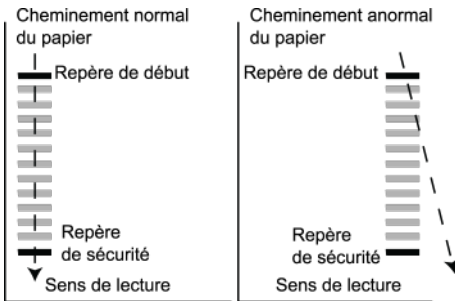 Cheminement normal
du papier
Repère de début
Repère
de sécurité
Sens de lecture
Cheminement anormal
du papier
Repère de début
Repère
de sécurité
Sens de lecture